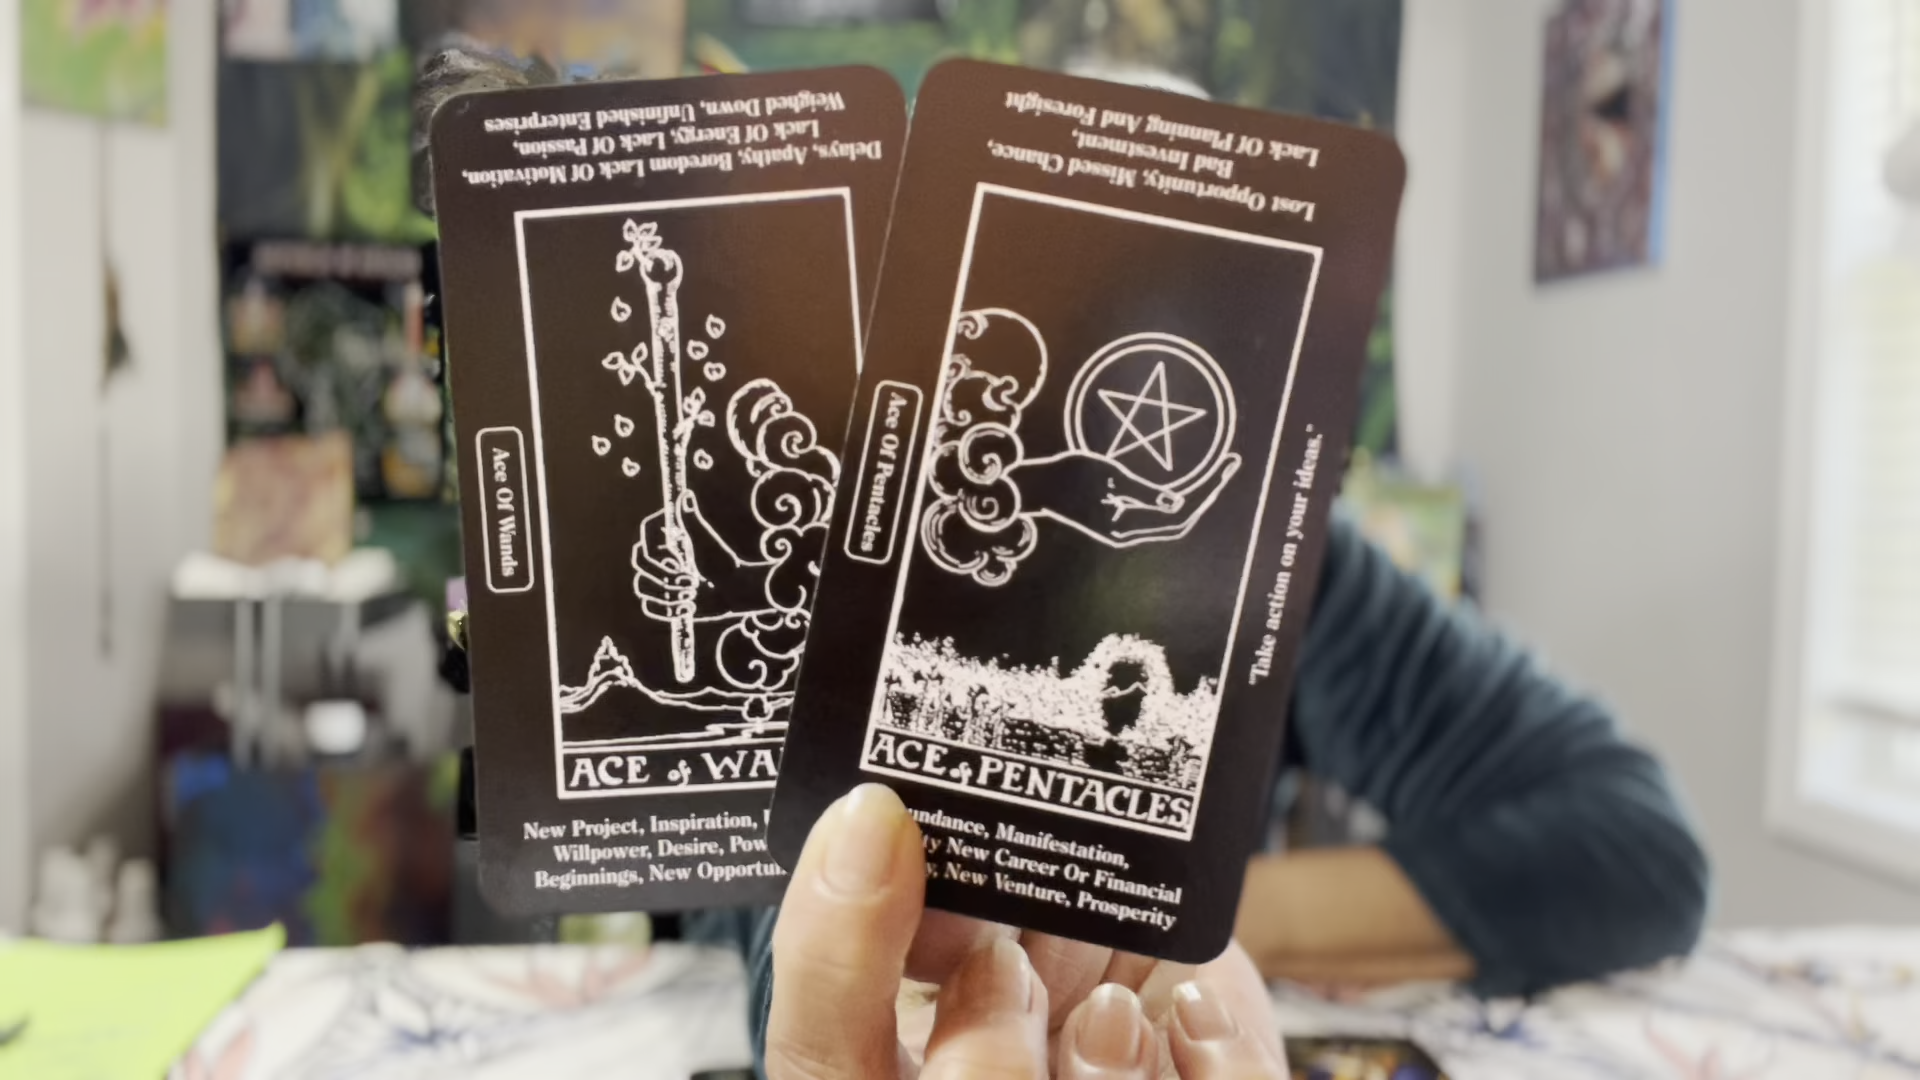 Delays, Apathy, Boredom Lack Of Motivation,
Lack Of Energy, Lack Of Passion,
Weighed Down, Unfinished Enterprises
Ace Of Wands
ACE of WA
New Project, Inspiration,
Willpower, Desire, Pow
Beginnings, New Opportun
Lost Opportunity, Missed Chance,
Bad Investment,
Lack Of Planning And Foresight
Ace Of Pentacles
"Take action on your ideas."
ACE of PENTACLES
undance, Manifestation,
ty New Career Or Financial
New Venture, Prosperity